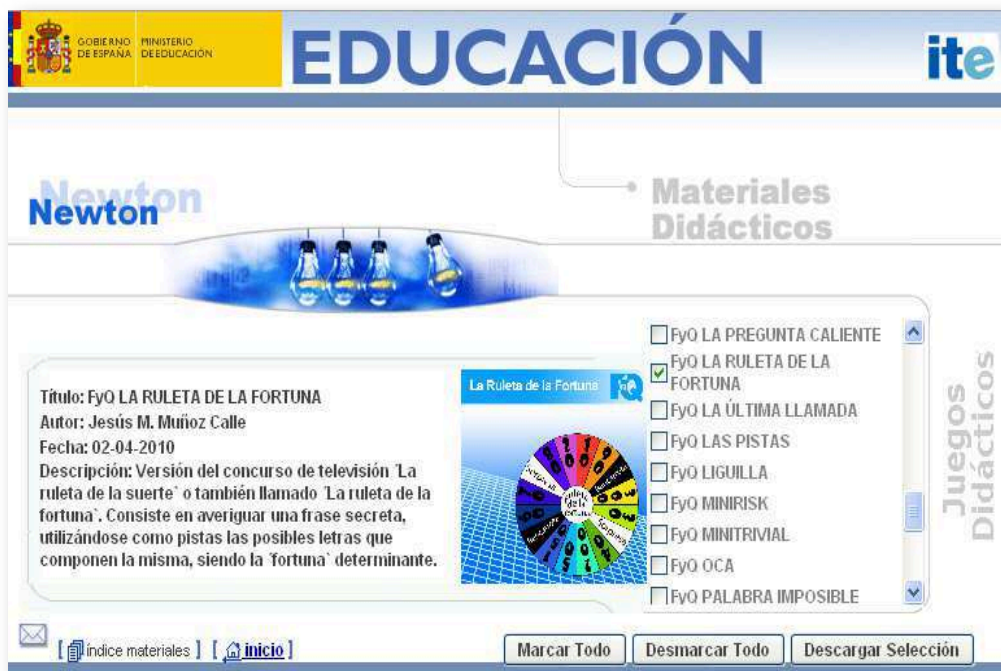 GOBIERNO DE ESPAÑA
MINISTERIO DE EDUCACIÓN
EDUCACIÓN
ite
Newton
Newton
Materiales
Didácticos
Título: FyQ LA RULETA DE LA FORTUNA
Autor: Jesús M. Muñoz Calle
Fecha: 02-04-2010
Descripción: Versión del concurso de televisión ´La
ruleta de la suerte` o también llamado ´La ruleta de la
fortuna`. Consiste en averiguar una frase secreta,
utilizándose como pistas las posibles letras que
componen la misma, siendo la ´fortuna` determinante.
La Ruleta de la Fortuna
FyQ LA PREGUNTA CALIENTE
FyQ LA RULETA DE LA
FORTUNA
FyQ LA ÚLTIMA LLAMADA
FyQ LAS PISTAS
FyQ LIGUILLA
FyQ MINIRISK
FyQ MINITRIVIAL
FyQ OCA
FyQ PALABRA IMPOSIBLE
Juegos
Didácticos
[ índice materiales ] [ inicio ]
Marcar Todo
Desmarcar Todo
Descargar Selección